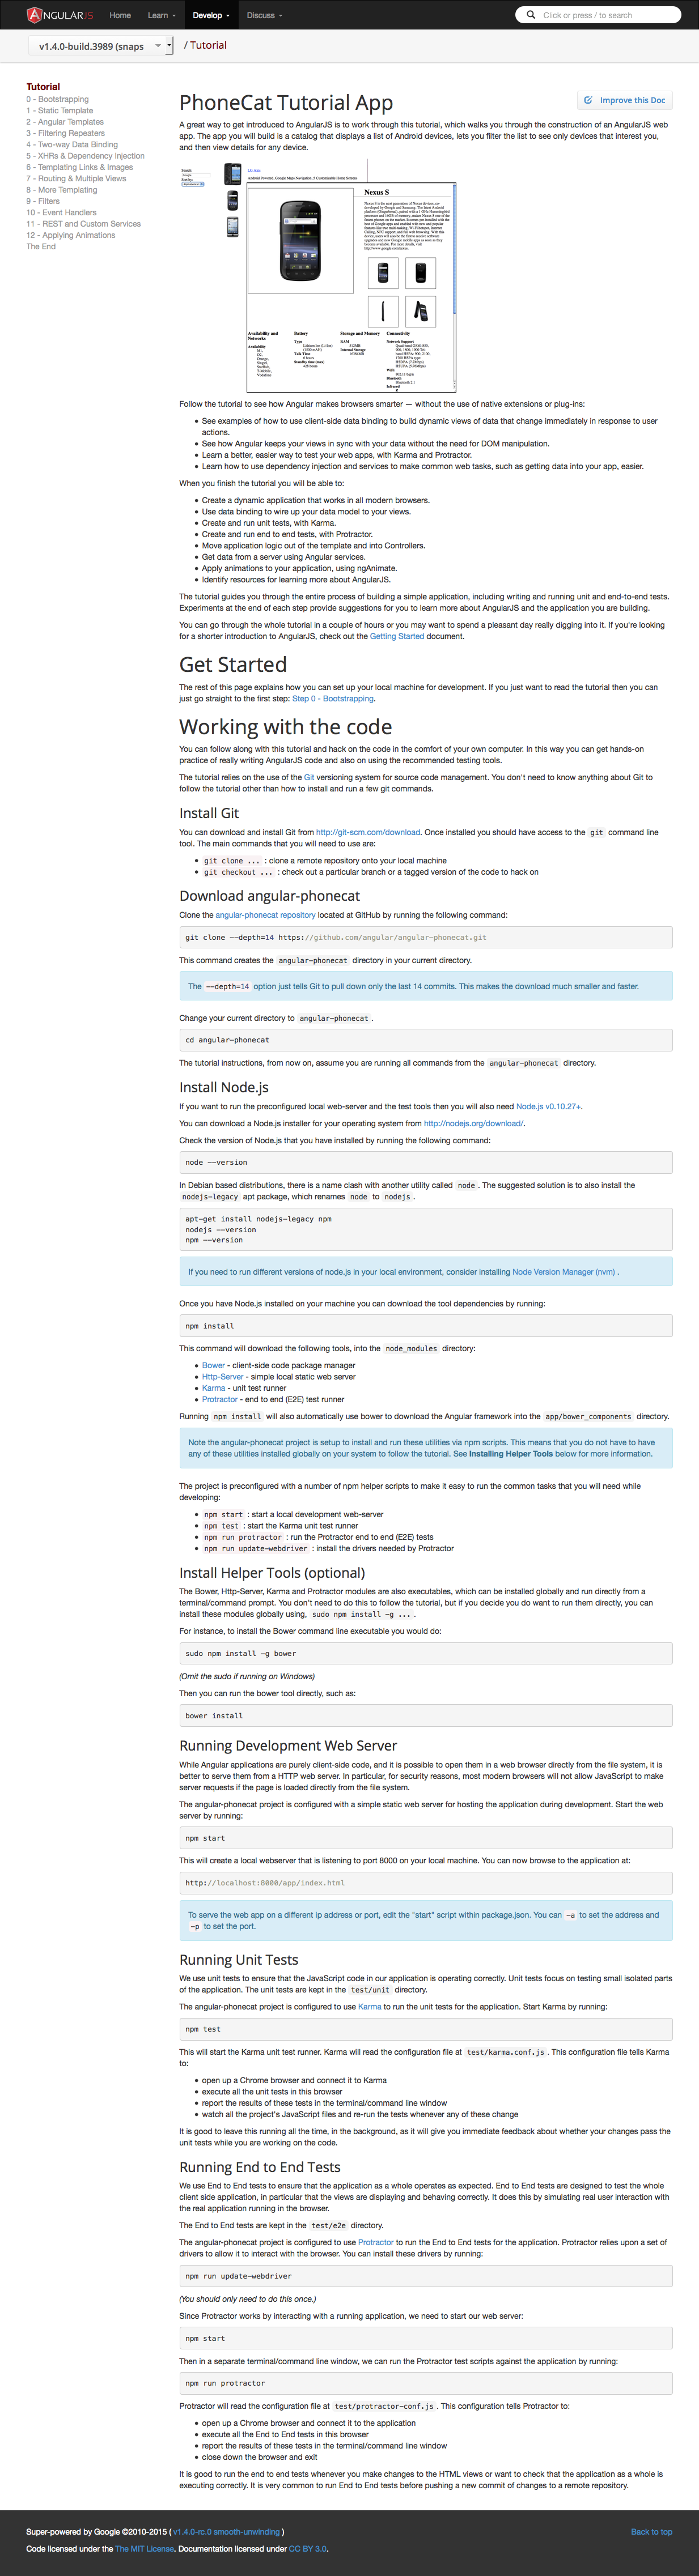 ANGULARJS Home Learn Develop Discuss Click or press / to search
v1.4.0-build.3989 (snaps / Tutorial
Tutorial
0 - Bootstrapping
1 - Static Template
2 - Angular Templates
3 - Filtering Repeaters
4 - Two-way Data Binding
5 - XHRs & Dependency Injection
6 - Templating Links & Images
7 - Routing & Multiple Views
8 - More Templating
9 - Filters
10 - Event Handlers
11 - REST and Custom Services
12 - Applying Animations
The End
Improve this Doc
PhoneCat Tutorial App
A great way to get introduced to AngularJS is to work through this tutorial, which walks you through the construction of an AngularJS web
app. The app you will build is a catalog that displays a list of Android devices, lets you filter the list to see only devices that interest you,
and then view details for any device.
Nexus S
Availability and Networks
Battery
Storage and Memory
Connectivity
Follow the tutorial to see how Angular makes browsers smarter — without the use of native extensions or plug-ins:
See examples of how to use client-side data binding to build dynamic views of data that change immediately in response to user
actions.
See how Angular keeps your views in sync with your data without the need for DOM manipulation.
Learn a better, easier way to test your web apps, with Karma and Protractor.
Learn how to use dependency injection and services to make common web tasks, such as getting data into your app, easier.
When you finish the tutorial you will be able to:
Create a dynamic application that works in all modern browsers.
Use data binding to wire up your data model to your views.
Create and run unit tests, with Karma.
Create and run end to end tests, with Protractor.
Move application logic out of the template and into Controllers.
Get data from a server using Angular services.
Apply animations to your application, using ngAnimate.
Identify resources for learning more about AngularJS.
The tutorial guides you through the entire process of building a simple application, including writing and running unit and end-to-end tests.
Experiments at the end of each step provide suggestions for you to learn more about AngularJS and the application you are building.
You can go through the whole tutorial in a couple of hours or you may want to spend a pleasant day really digging into it. If you're looking
for a shorter introduction to AngularJS, check out the Getting Started document.
Get Started
The rest of this page explains how you can set up your local machine for development. If you just want to read the tutorial then you can
just go straight to the first step: Step 0 - Bootstrapping.
Working with the code
You can follow along with this tutorial and hack on the code in the comfort of your own computer. In this way you can get hands-on
practice of really writing AngularJS code and also on using the recommended testing tools.
The tutorial relies on the use of the Git versioning system for source code management. You don't need to know anything about Git to
follow the tutorial other than how to install and run a few git commands.
Install Git
You can download and install Git from http://git-scm.com/download. Once installed you should have access to the git command line
tool. The main commands that you will need to use are:
git clone ... : clone a remote repository onto your local machine
git checkout ... : check out a particular branch or a tagged version of the code to hack on
Download angular-phonecat
Clone the angular-phonecat repository located at GitHub by running the following command:
git clone --depth=14 https://github.com/angular/angular-phonecat.git
This command creates the angular-phonecat directory in your current directory.
The --depth=14 option just tells Git to pull down only the last 14 commits. This makes the download much smaller and faster.
Change your current directory to angular-phonecat.
cd angular-phonecat
The tutorial instructions, from now on, assume you are running all commands from the angular-phonecat directory.
Install Node.js
If you want to run the preconfigured local web-server and the test tools then you will also need Node.js v0.10.27+.
You can download a Node.js installer for your operating system from http://nodejs.org/download/.
Check the version of Node.js that you have installed by running the following command:
node --version
In Debian based distributions, there is a name clash with another utility called node. The suggested solution is to also install the
nodejs-legacy apt package, which renames node to nodejs.
apt-get install nodejs-legacy npm
nodejs --version
npm --version
If you need to run different versions of node.js in your local environment, consider installing Node Version Manager (nvm) .
Once you have Node.js installed on your machine you can download the tool dependencies by running:
npm install
This command will download the following tools, into the node_modules directory:
Bower - client-side code package manager
Http-Server - simple local static web server
Karma - unit test runner
Protractor - end to end (E2E) test runner
Running npm install will also automatically use bower to download the Angular framework into the app/bower_components directory.
Note the angular-phonecat project is setup to install and run these utilities via npm scripts. This means that you do not have to have
any of these utilities installed globally on your system to follow the tutorial. See Installing Helper Tools below for more information.
The project is preconfigured with a number of npm helper scripts to make it easy to run the common tasks that you will need while
developing:
npm start : start a local development web-server
npm test : start the Karma unit test runner
npm run protractor : run the Protractor end to end (E2E) tests
npm run update-webdriver : install the drivers needed by Protractor
Install Helper Tools (optional)
The Bower, Http-Server, Karma and Protractor modules are also executables, which can be installed globally and run directly from a
terminal/command prompt. You don't need to do this to follow the tutorial, but if you decide you do want to run them directly, you can
install these modules globally using, sudo npm install -g ... .
For instance, to install the Bower command line executable you would do:
sudo npm install -g bower
(Omit the sudo if running on Windows)
Then you can run the bower tool directly, such as:
bower install
Running Development Web Server
While Angular applications are purely client-side code, and it is possible to open them in a web browser directly from the file system, it is
better to serve them from a HTTP web server. In particular, for security reasons, most modern browsers will not allow JavaScript to make
server requests if the page is loaded directly from the file system.
The angular-phonecat project is configured with a simple static web server for hosting the application during development. Start the web
server by running:
npm start
This will create a local webserver that is listening to port 8000 on your local machine. You can now browse to the application at:
http://localhost:8000/app/index.html
To serve the web app on a different ip address or port, edit the "start" script within package.json. You can -a to set the address and
-p to set the port.
Running Unit Tests
We use unit tests to ensure that the JavaScript code in our application is operating correctly. Unit tests focus on testing small isolated parts
of the application. The unit tests are kept in the test/unit directory.
The angular-phonecat project is configured to use Karma to run the unit tests for the application. Start Karma by running:
npm test
This will start the Karma unit test runner. Karma will read the configuration file at test/karma.conf.js. This configuration file tells Karma
to:
open up a Chrome browser and connect it to Karma
execute all the unit tests in this browser
report the results of these tests in the terminal/command line window
watch all the project's JavaScript files and re-run the tests whenever any of these change
It is good to leave this running all the time, in the background, as it will give you immediate feedback about whether your changes pass the
unit tests while you are working on the code.
Running End to End Tests
We use End to End tests to ensure that the application as a whole operates as expected. End to End tests are designed to test the whole
client side application, in particular that the views are displaying and behaving correctly. It does this by simulating real user interaction with
the real application running in the browser.
The End to End tests are kept in the test/e2e directory.
The angular-phonecat project is configured to use Protractor to run the End to End tests for the application. Protractor relies upon a set of
drivers to allow it to interact with the browser. You can install these drivers by running:
npm run update-webdriver
(You should only need to do this once.)
Since Protractor works by interacting with a running application, we need to start our web server:
npm start
Then in a separate terminal/command line window, we can run the Protractor test scripts against the application by running:
npm run protractor
Protractor will read the configuration file at test/protractor-conf.js. This configuration tells Protractor to:
open up a Chrome browser and connect it to the application
execute all the End to End tests in this browser
report the results of these tests in the terminal/command line window
close down the browser and exit
It is good to run the end to end tests whenever you make changes to the HTML views or want to check that the application as a whole is
executing correctly. It is very common to run End to End tests before pushing a new commit of changes to a remote repository.
Super-powered by Google ©2010-2015 ( v1.4.0-rc.0 smooth-unwinding ) Back to top
Code licensed under the The MIT License. Documentation licensed under CC BY 3.0.